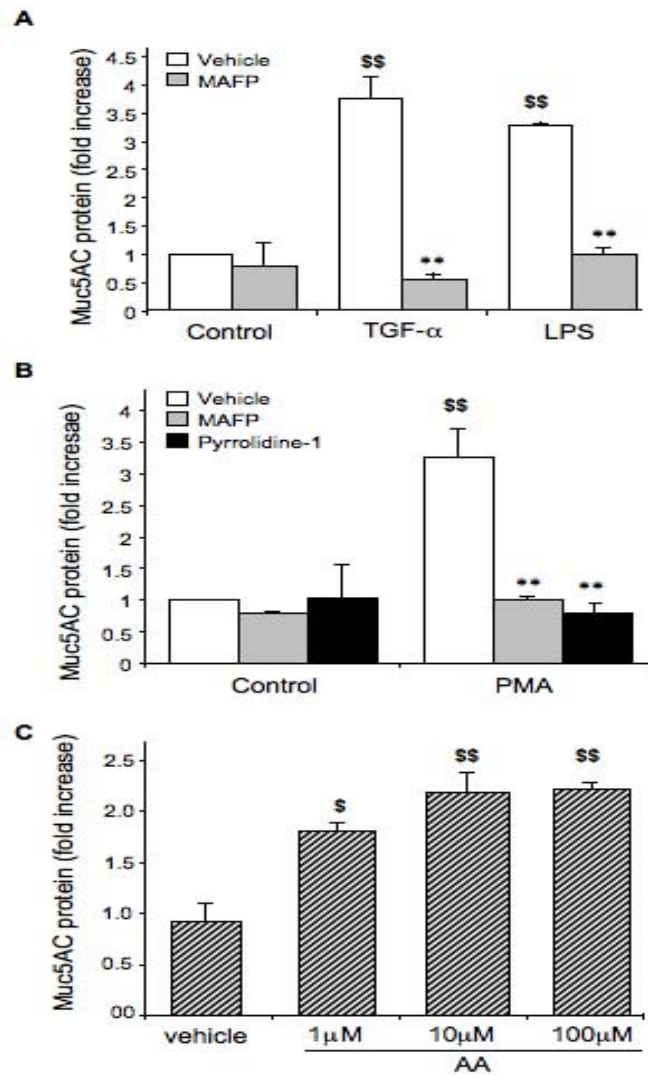 A
Muc5AC protein (fold increase)
4.5
4
3.5
3
2.5
2
1.5
1
0.5
0
Vehicle
MAFP
$$
**
$$
**
Control TGF-α LPS
B
Muc5AC protein (fold incresae)
4
3.5
3
2.5
2
1.5
1
0.5
0
Vehicle
MAFP
Pyrrolidine-1
$$
**
**
Control PMA
C
Muc5AC protein (fold increase)
2.5
2.0
1.5
1.0
0.5
00
$
$$
$$
vehicle 1µM 10µM 100µM
AA